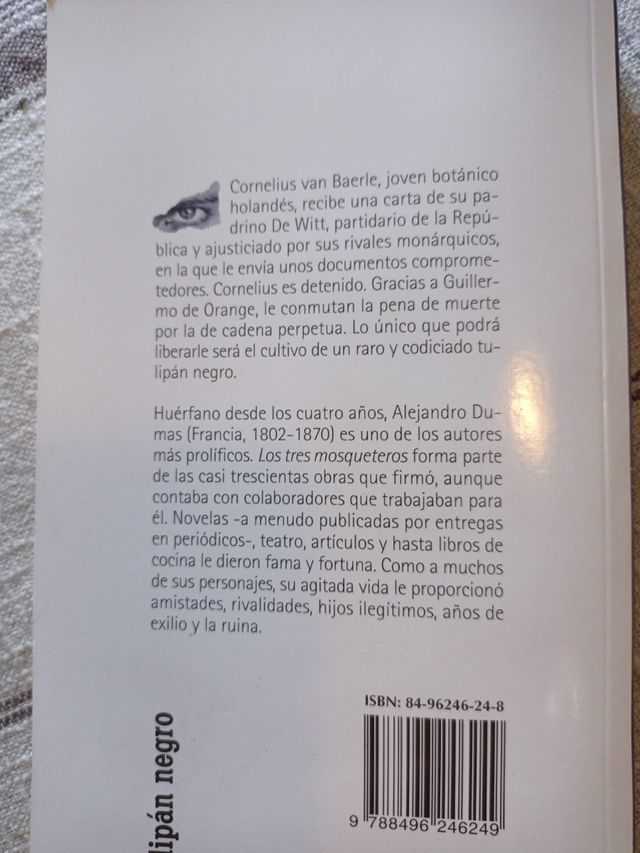 Cornelius van Baerle, joven botánico
holandés, recibe una carta de su pa-
drino De Witt, partidario de la Repú-
blica y ajusticiado por sus rivales monárquicos,
en la que le envía unos documentos comprome-
tedores. Cornelius es detenido. Gracias a Guiller-
mo de Orange, le conmutan la pena de muerte
por la de cadena perpetua. Lo único que podrá
liberarle será el cultivo de un raro y codiciado tu-
lipán negro.
Huérfano desde los cuatro años, Alejandro Du-
mas (Francia, 1802-1870) es uno de los autores
más prolíficos. Los tres mosqueteros forma parte
de las casi trescientas obras que firmó, aunque
contaba con colaboradores que trabajaban para
él. Novelas -a menudo publicadas por entregas
en periódicos-, teatro, artículos y hasta libros de
cocina le dieron fama y fortuna. Como a muchos
de sus personajes, su agitada vida le proporcionó
amistades, rivalidades, hijos ilegítimos, años de
exilio y la ruina.
ISBN: 84-96246-24-8
9 788496 246249
lipán negro